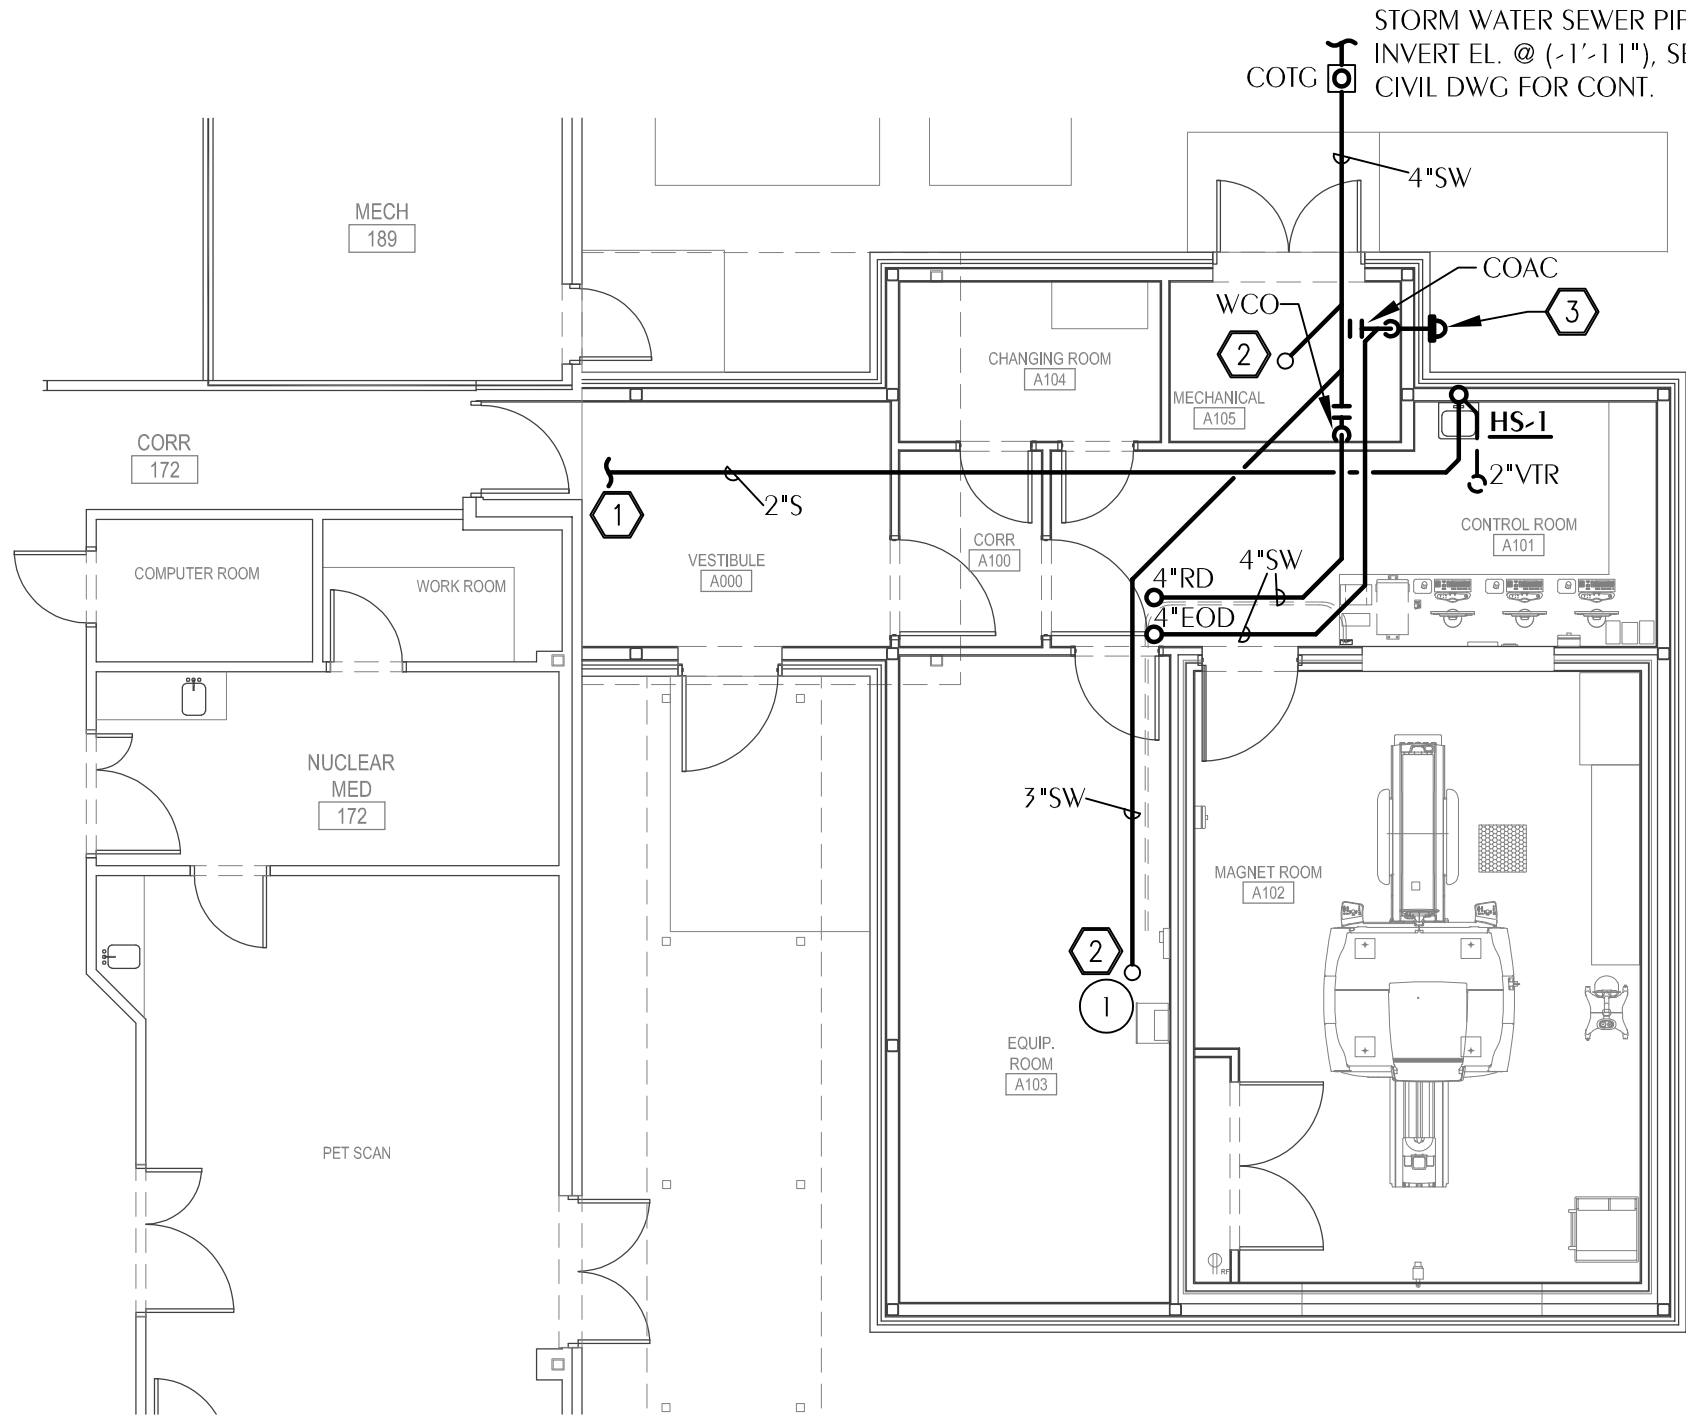 STORM WATER SEWER PIP
INVERT EL. @ (-1'-11"), SE
CIVIL DWG FOR CONT.
COTG
4"SW
MECH
189
COAC
WCO
3
2
CHANGING ROOM
A104
MECHANICAL
A105
HS-1
CORR
172
2"VTR
2"S
1
CONTROL ROOM
A101
CORR
A100
VESTIBULE
A000
4"SW
4"RD
4"EOD
COMPUTER ROOM
WORK ROOM
NUCLEAR
MED
172
3"SW
MAGNET ROOM
A102
2
1
EQUIP.
ROOM
A103
PET SCAN
RF